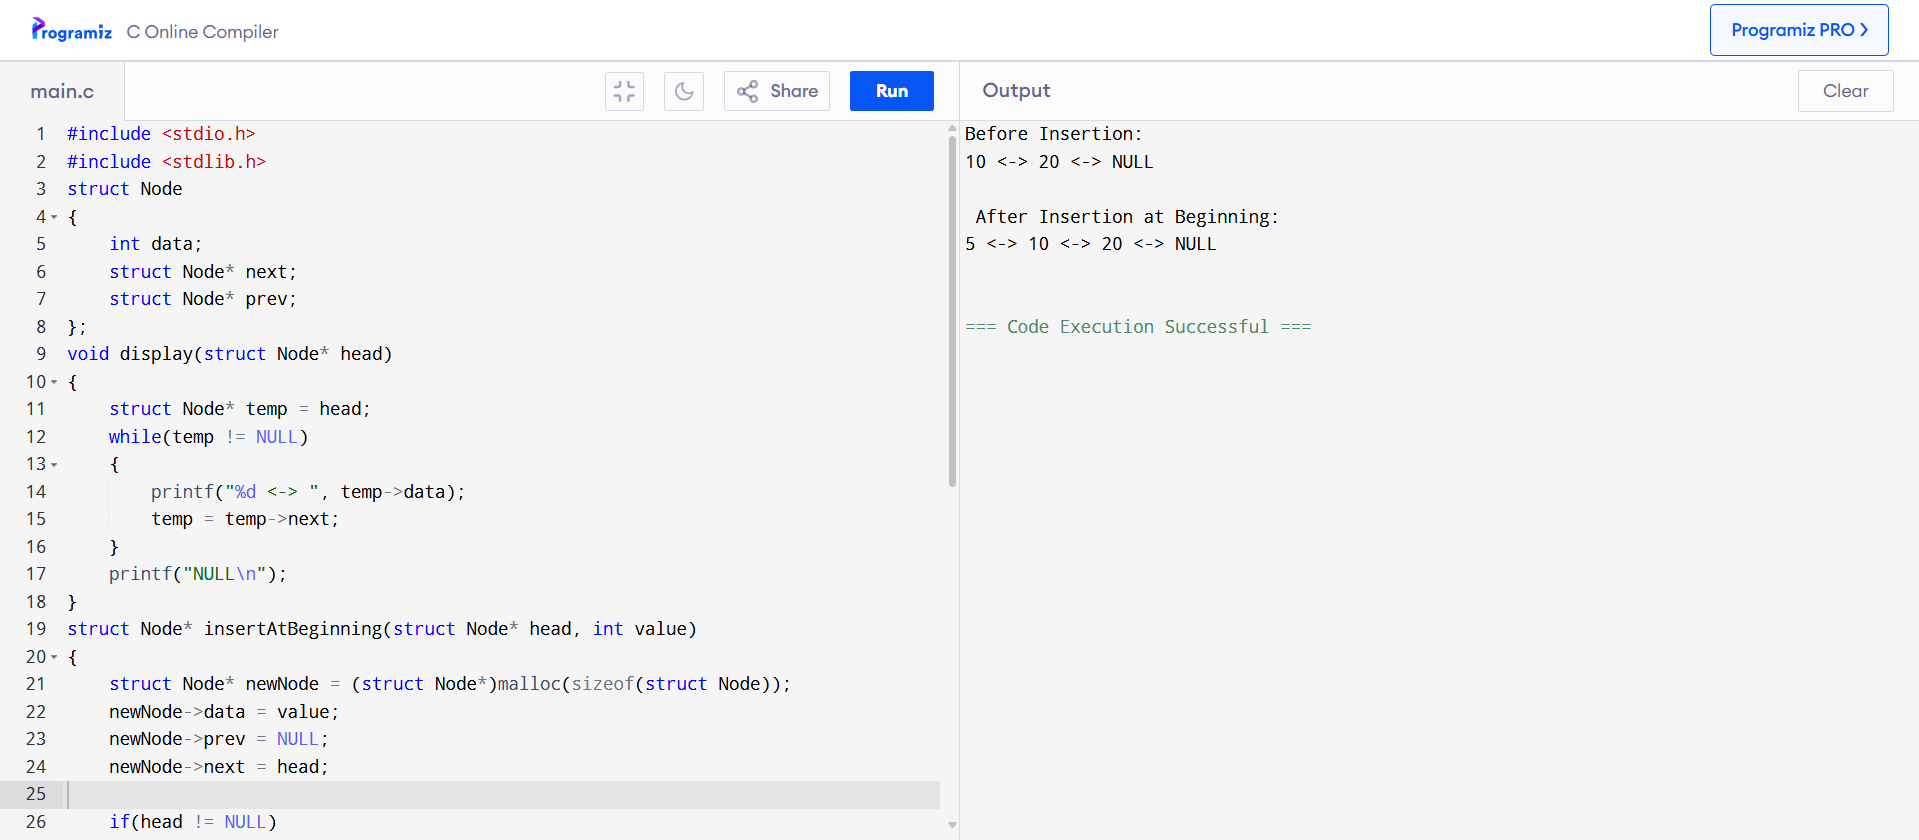 Programiz C Online Compiler
Programiz PRO
main.c
Share
Run
Output
Clear
1 #include <stdio.h>
2 #include <stdlib.h>
3 struct Node
4 {
5     int data;
6     struct Node* next;
7     struct Node* prev;
8 };
9 void display(struct Node* head)
10 {
11     struct Node* temp = head;
12     while(temp != NULL)
13     {
14         printf("%d <-> ", temp->data);
15         temp = temp->next;
16     }
17     printf("NULL\n");
18 }
19 struct Node* insertAtBeginning(struct Node* head, int value)
20 {
21     struct Node* newNode = (struct Node*)malloc(sizeof(struct Node));
22     newNode->data = value;
23     newNode->prev = NULL;
24     newNode->next = head;
25
26     if(head != NULL)
Before Insertion:
10 <-> 20 <-> NULL
After Insertion at Beginning:
5 <-> 10 <-> 20 <-> NULL
=== Code Execution Successful ===